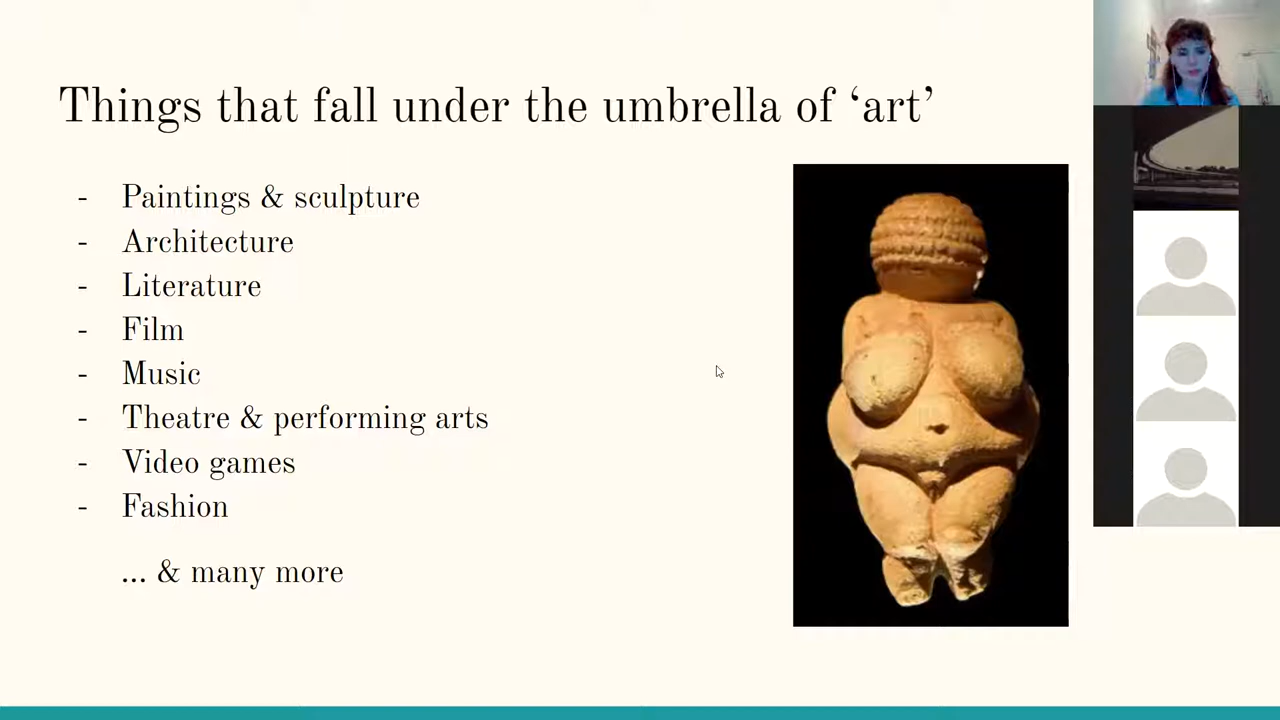 Things that fall under the umbrella of ‘art’
- Paintings & sculpture
- Architecture
- Literature
- Film
- Music
- Theatre & performing arts
- Video games
- Fashion
... & many more